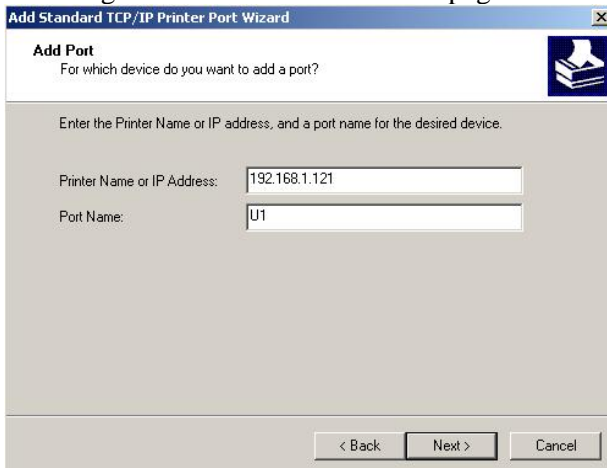 Add Standard TCP/IP Printer Port Wizard
Add Port
For which device do you want to add a port?
Enter the Printer Name or IP address, and a port name for the desired device.
Printer Name or IP Address: 192.168.1.121
Port Name: U1
< Back Next > Cancel